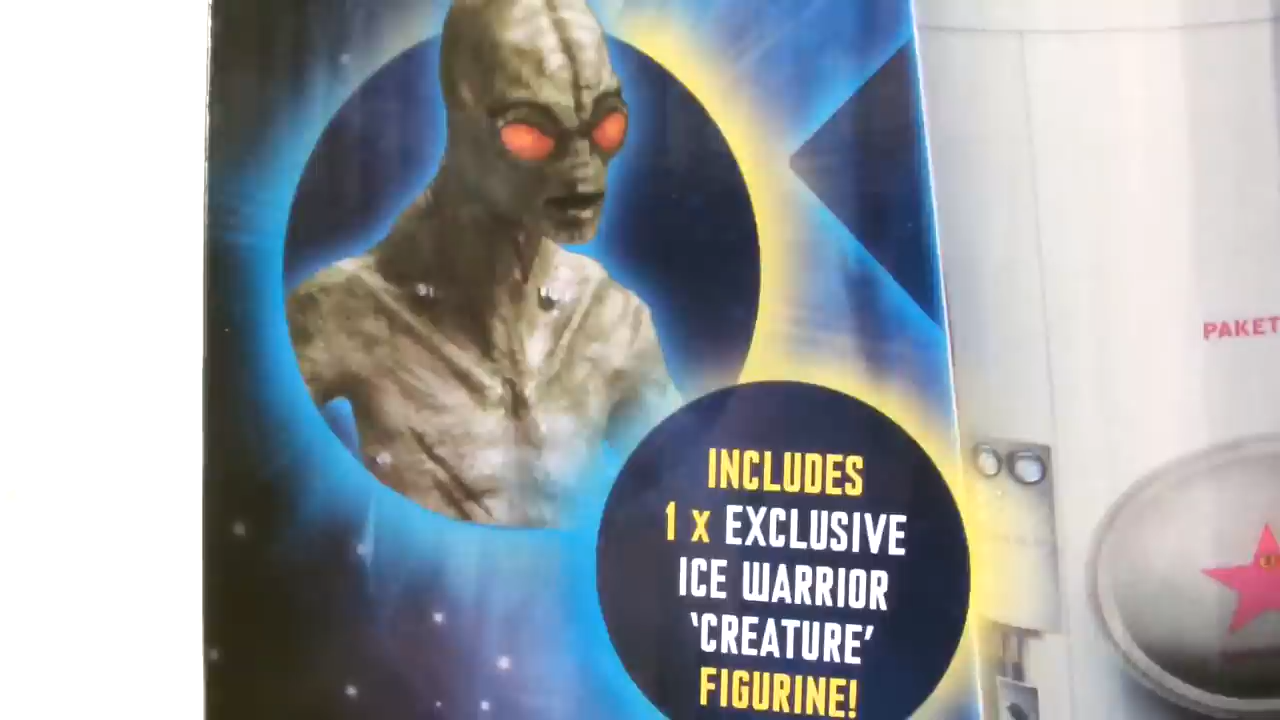 INCLUDES
1 x EXCLUSIVE
ICE WARRIOR
'CREATURE'
FIGURINE!
PAKET